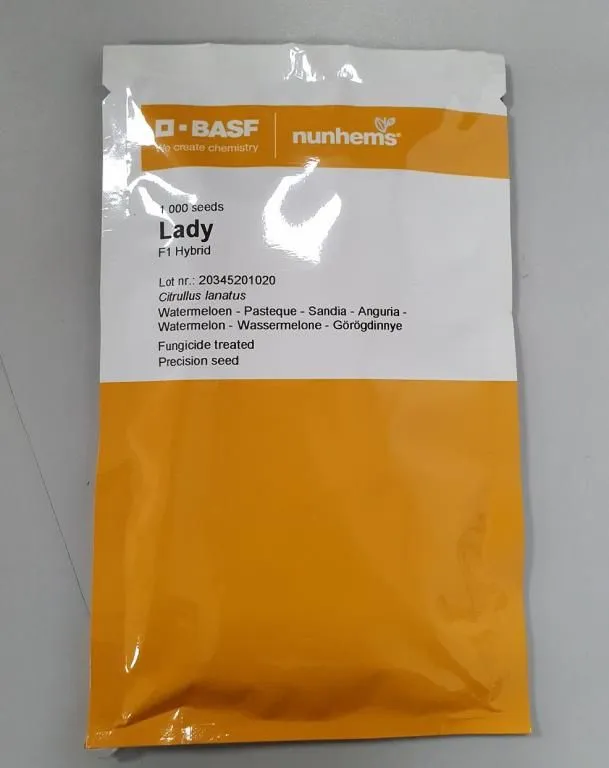 BASF
We create chemistry
nunhems®
1 000 seeds
Lady
F1 Hybrid
Lot nr.: 20345201020
Citrullus lanatus
Watermeloen - Pasteque - Sandia - Anguria -
Watermelon - Wassermelone - Görögdinnye
Fungicide treated
Precision seed